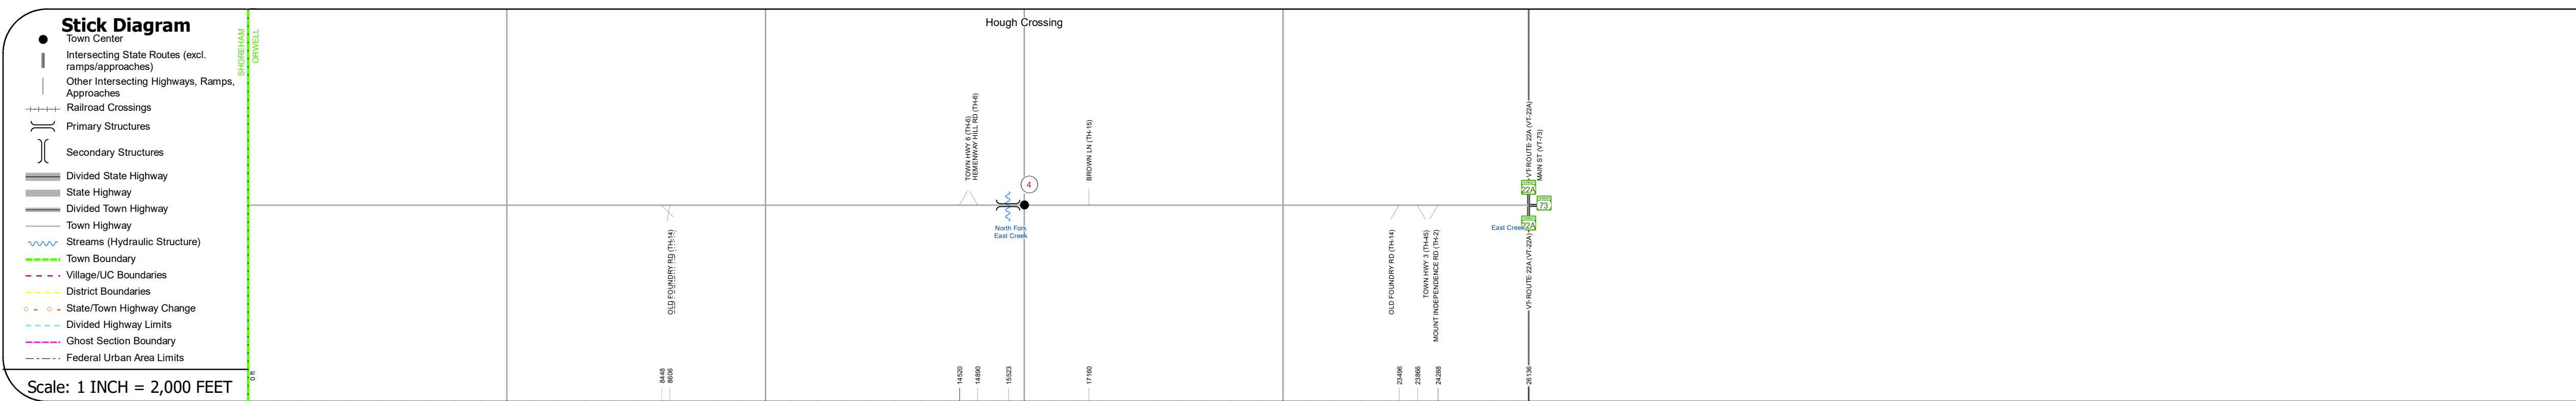 Stick Diagram
Town Center
Intersecting State Routes (excl.
ramps/approaches)
Other Intersecting Highways, Ramps,
Approaches
Railroad Crossings
Primary Structures
Secondary Structures
Divided State Highway
State Highway
Divided Town Highway
Town Highway
Streams (Hydraulic Structure)
Town Boundary
Village/UC Boundaries
District Boundaries
State/Town Highway Change
Divided Highway Limits
Ghost Section Boundary
Federal Urban Area Limits
Scale: 1 INCH = 2,000 FEET
SHOREHAM
ORWELL
0 ft
OLD FOUNDRY RD (TH-14)
8448
8606
TOWN HWY 6 (TH-6)
HEMENWAY HILL RD (TH-6)
14520
14890
Hough Crossing
4
North Fork
East Creek
15523
BROWN LN (TH-15)
17160
OLD FOUNDRY RD (TH-14)
TOWN HWY 3 (TH-45)
MOUNT INDEPENDENCE RD (TH-2)
23496
23866
24288
VT-ROUTE 22A (VT-22A)
MAIN ST (VT-73)
22A
73
22A
East Creek
VT-ROUTE 22A (VT-22A)
26136